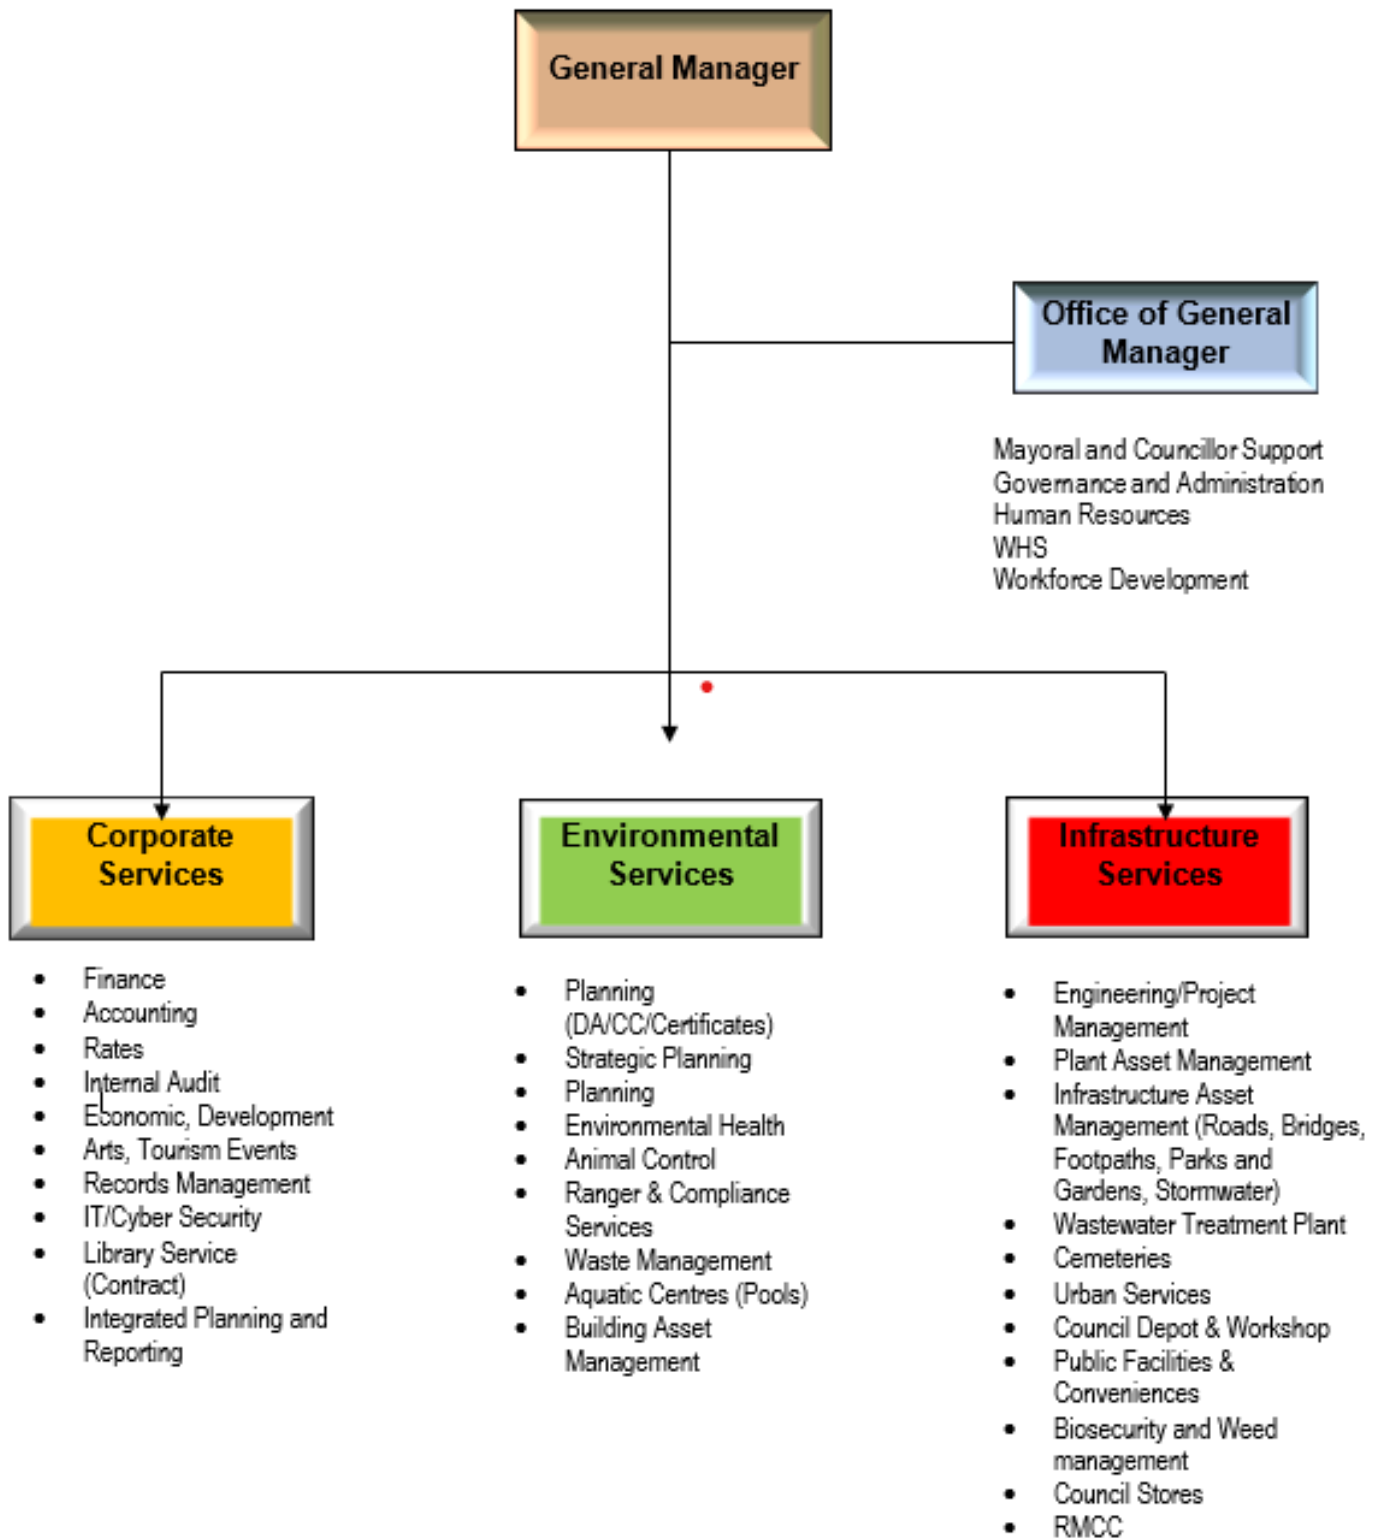 General Manager
Office of General
Manager
Mayoral and Councillor Support
Governance and Administration
Human Resources
WHS
Workforce Development
Corporate
Services
• Finance
• Accounting
• Rates
• Internal Audit
• Economic, Development
• Arts, Tourism Events
• Records Management
• IT/Cyber Security
• Library Service
(Contract)
• Integrated Planning and
Reporting
Environmental
Services
• Planning
(DA/CC/Certificates)
• Strategic Planning
• Planning
• Environmental Health
• Animal Control
• Ranger & Compliance
Services
• Waste Management
• Aquatic Centres (Pools)
• Building Asset
Management
Infrastructure
Services
• Engineering/Project
Management
• Plant Asset Management
• Infrastructure Asset
Management (Roads, Bridges,
Footpaths, Parks and
Gardens, Stormwater)
• Wastewater Treatment Plant
• Cemeteries
• Urban Services
• Council Depot & Workshop
• Public Facilities &
Conveniences
• Biosecurity and Weed
management
• Council Stores
• RMCC